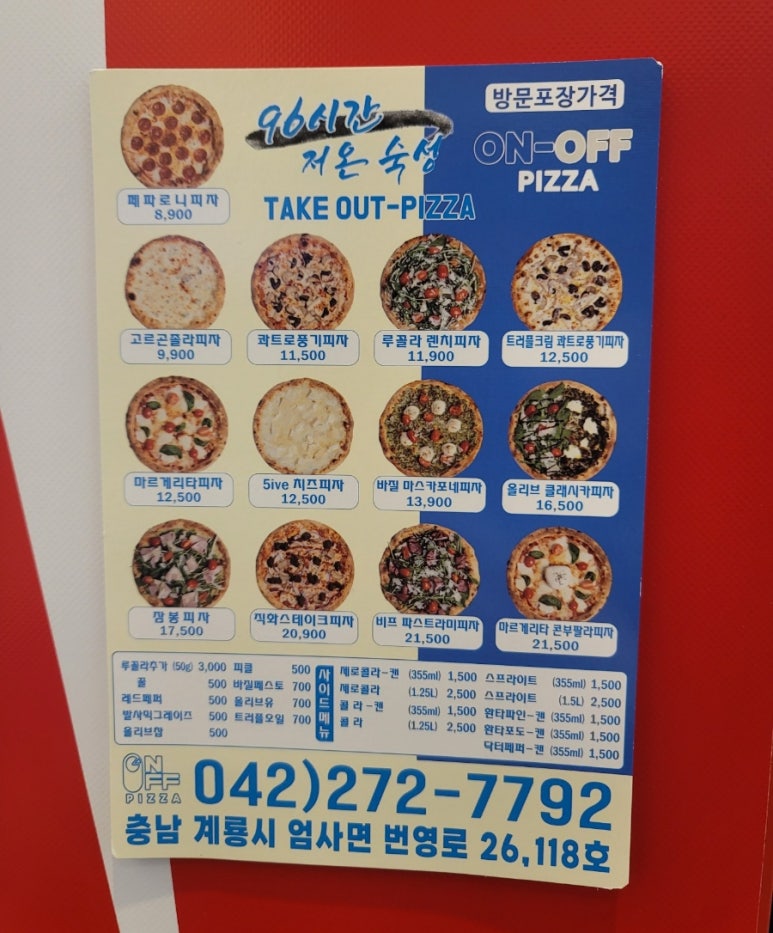 방문포장가격
96시간
저온 숙성
ON-OFF
PIZZA
TAKE OUT-PIZZA
페파로니피자
8,900
고르곤졸라피자
9,900
콰트로풍기피자
11,500
루꼴라 렌치피자
11,900
트러플크림 콰트로풍기피자
12,500
마르게리타피자
12,500
5ive 치즈피자
12,500
바질 마스카포네피자
13,900
올리브 클래시카피자
16,500
잠봉피자
17,500
직화스테이크피자
20,900
비프 파스트라미피자
21,500
마르게리타 콘부팔라피자
21,500
루꼴라추가 (50g) 3,000
꿀 500
레드페퍼 500
발사믹그레이즈 500
올리브찹 500
피클 500
바질페스토 700
올리브유 700
트러플오일 700
사이드메뉴
제로콜라-캔 (355ml) 1,500
제로콜라 (1.25L) 2,500
콜라-캔 (355ml) 1,500
콜라 (1.25L) 2,500
스프라이트 (355ml) 1,500
스프라이트 (1.5L) 2,500
환타파인-캔 (355ml) 1,500
환타포도-캔 (355ml) 1,500
닥터페퍼-캔 (355ml) 1,500
ON
OFF
PIZZA
042)272-7792
충남 계룡시 엄사면 번영로 26,118호